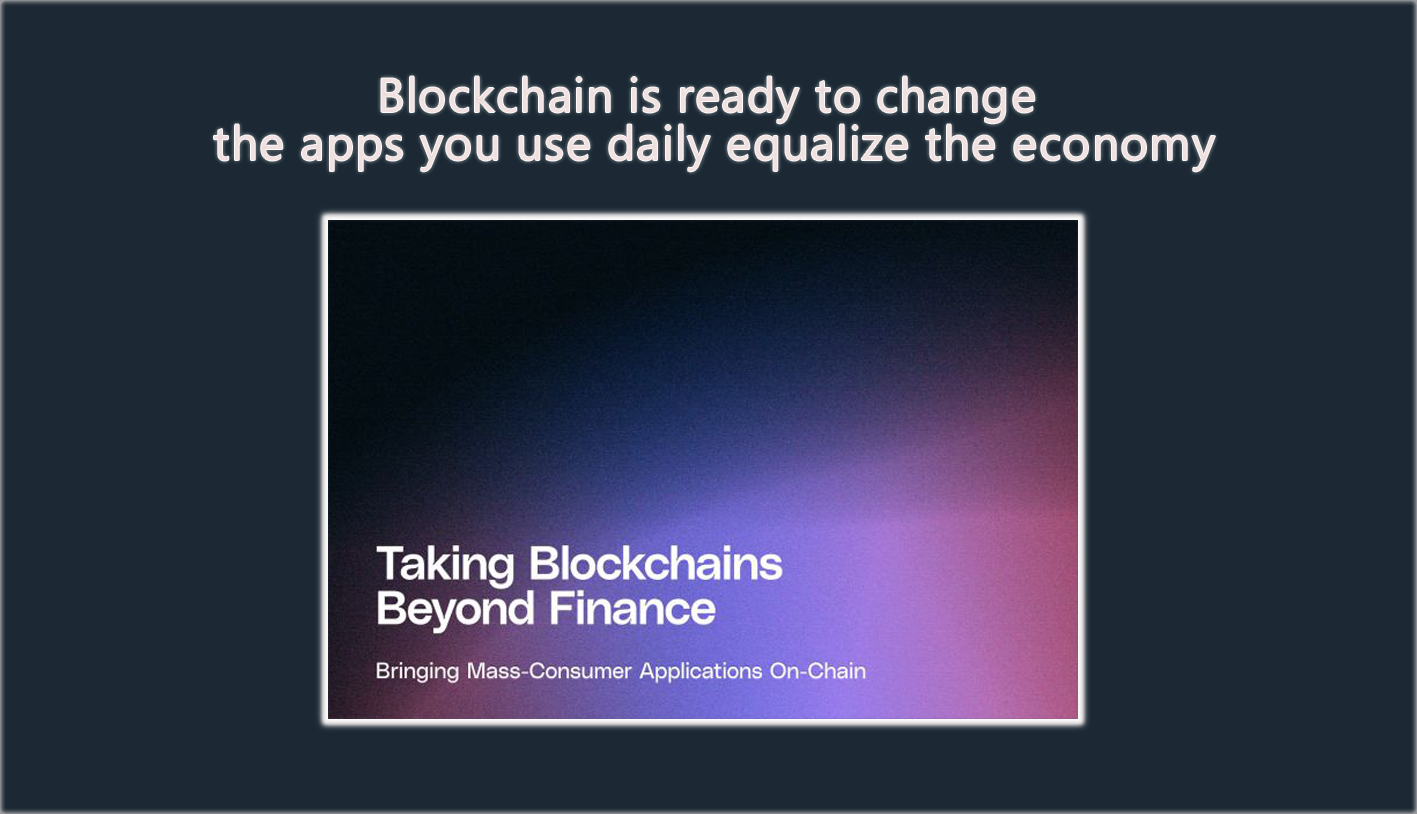 Blockchain is ready to change
the apps you use daily equalize the economy
Taking Blockchains
Beyond Finance
Bringing Mass-Consumer Applications On-Chain